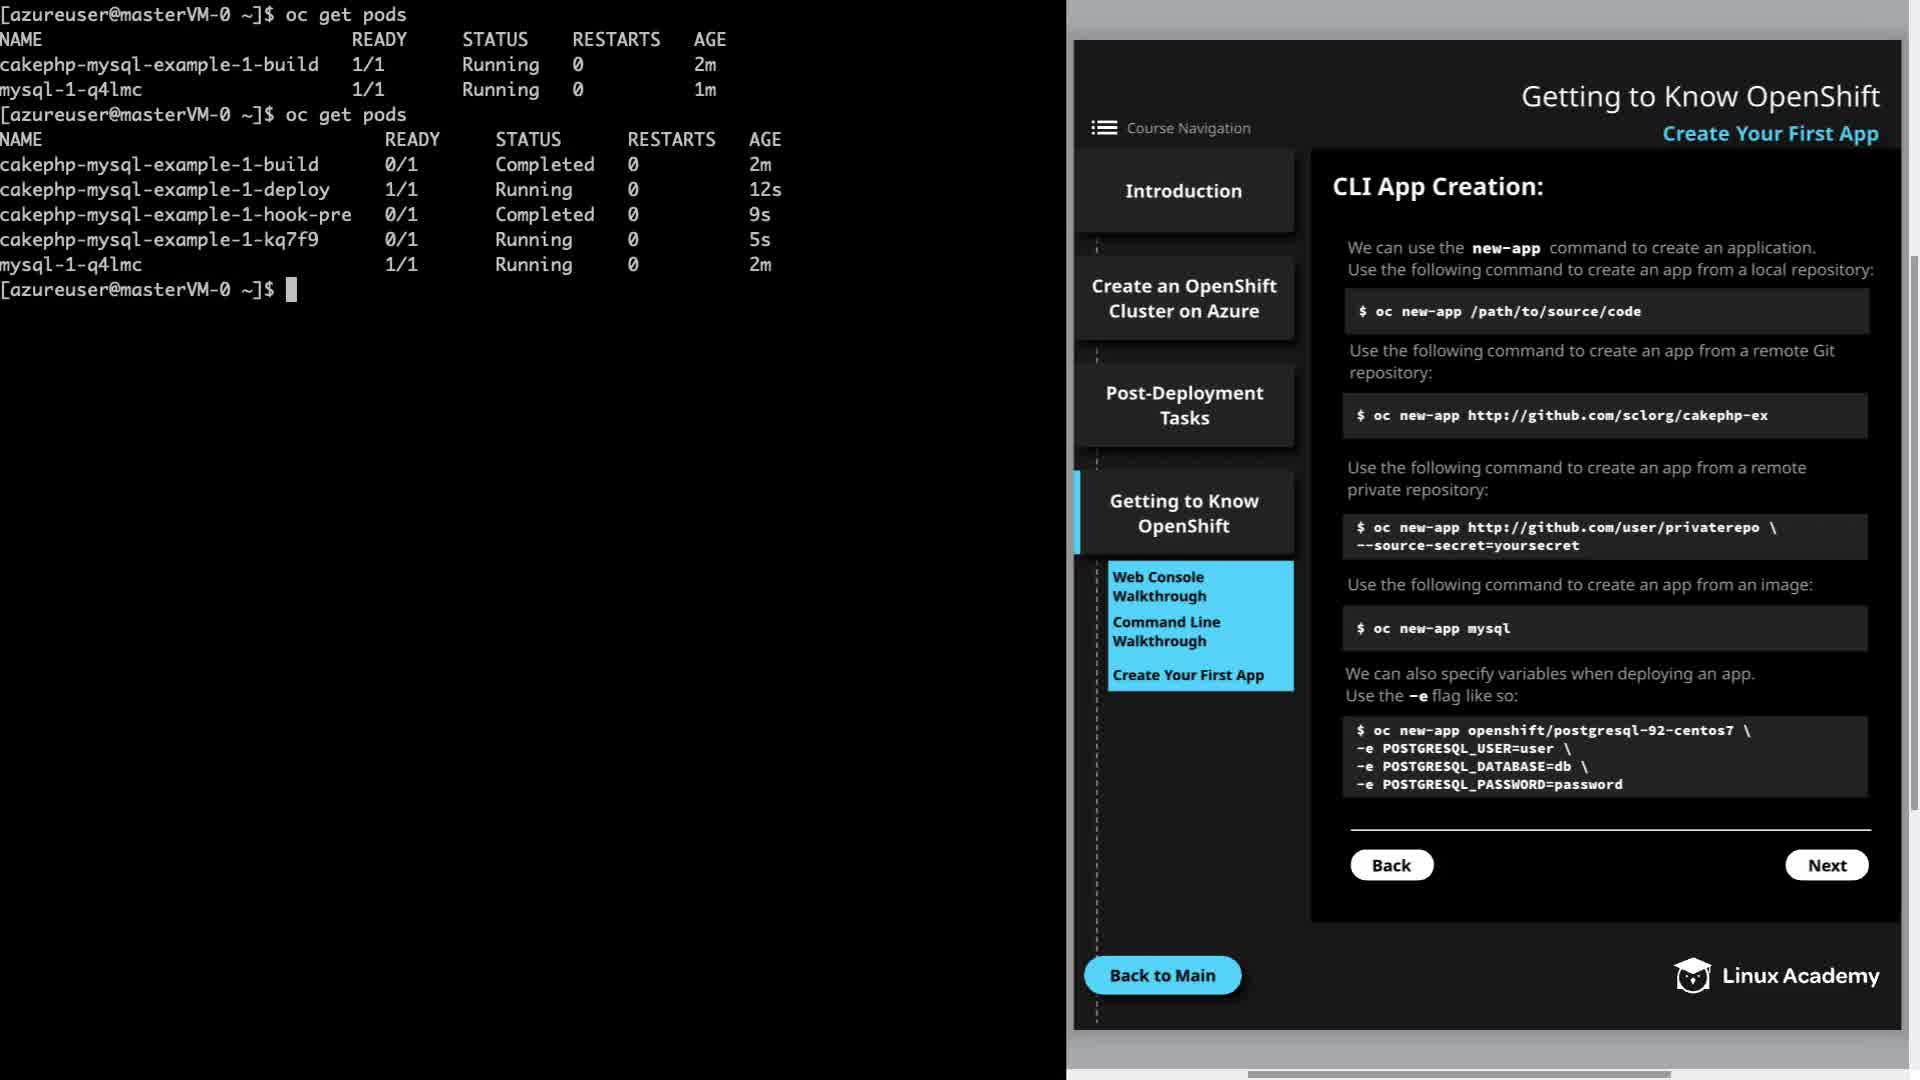 [azureuser@masterVM-0 ~]$ oc get pods
NAME READY STATUS RESTARTS AGE
cakephp-mysql-example-1-build 1/1 Running 0 2m
mysql-1-q4lmc 1/1 Running 0 1m
[azureuser@masterVM-0 ~]$ oc get pods
NAME READY STATUS RESTARTS AGE
cakephp-mysql-example-1-build 0/1 Completed 0 2m
cakephp-mysql-example-1-deploy 1/1 Running 0 12s
cakephp-mysql-example-1-hook-pre 0/1 Completed 0 9s
cakephp-mysql-example-1-kq7f9 0/1 Running 0 5s
mysql-1-q4lmc 1/1 Running 0 2m
[azureuser@masterVM-0 ~]$
Getting to Know OpenShift
Course Navigation
Create Your First App
Introduction
Create an OpenShift
Cluster on Azure
Post-Deployment
Tasks
Getting to Know
OpenShift
Web Console
Walkthrough
Command Line
Walkthrough
Create Your First App
Back to Main
CLI App Creation:
We can use the new-app command to create an application.
Use the following command to create an app from a local repository:
$ oc new-app /path/to/source/code
Use the following command to create an app from a remote Git
repository:
$ oc new-app http://github.com/sclorg/cakephp-ex
Use the following command to create an app from a remote
private repository:
$ oc new-app http://github.com/user/privaterepo \
--source-secret=yoursecret
Use the following command to create an app from an image:
$ oc new-app mysql
We can also specify variables when deploying an app.
Use the -e flag like so:
$ oc new-app openshift/postgresql-92-centos7 \
-e POSTGRESQL_USER=user \
-e POSTGRESQL_DATABASE=db \
-e POSTGRESQL_PASSWORD=password
Back
Next
Linux Academy